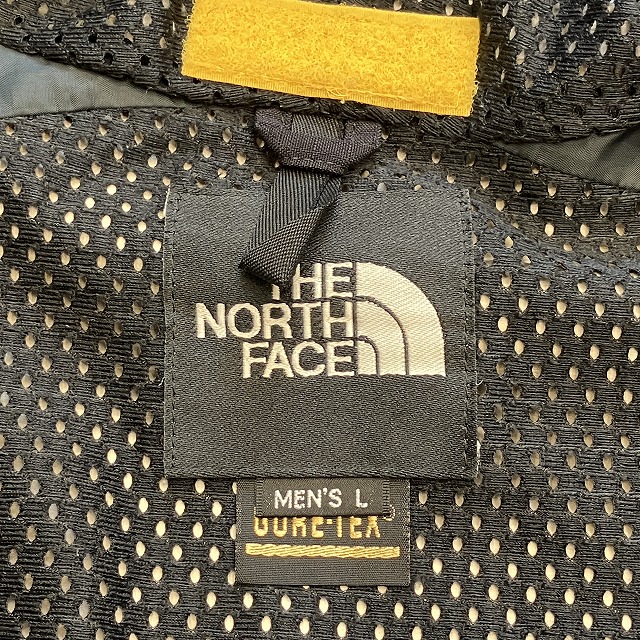 THE
NORTH
FACE
MEN'S L
GORE-TEX